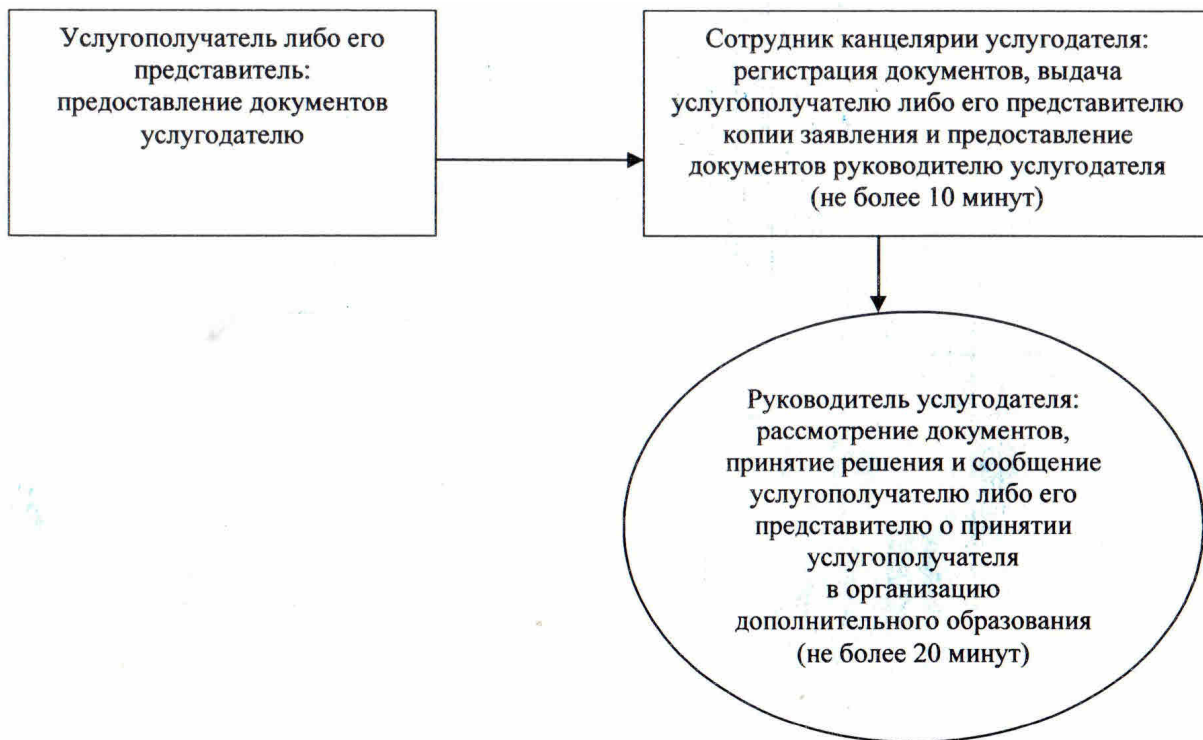 Услугополучатель либо его
представитель:
предоставление документов
услугодателю
Сотрудник канцелярии услугодателя:
регистрация документов, выдача
услугополучателю либо его представителю
копии заявления и предоставление
документов руководителю услугодателя
(не более 10 минут)
Руководитель услугодателя:
рассмотрение документов,
принятие решения и сообщение
услугополучателю либо его
представителю о принятии
услугополучателя
в организацию
дополнительного образования
(не более 20 минут)